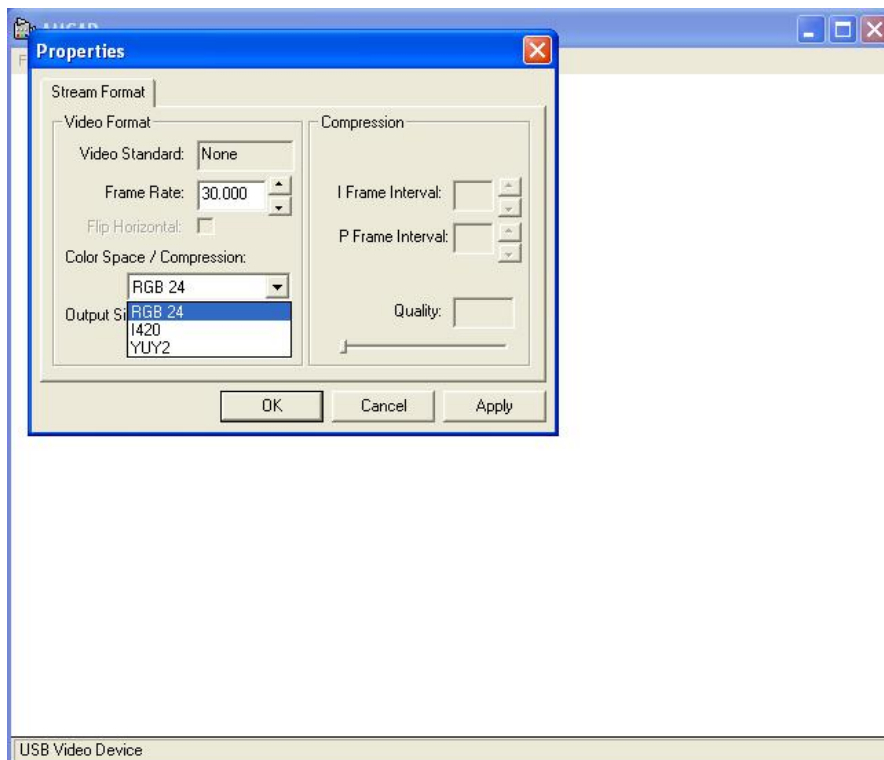 Properties
Stream Format
Video Format
Video Standard: None
Frame Rate: 30.000
Flip Horizontal:
Color Space / Compression:
RGB 24
RGB 24
I420
YUY2
Output Si
Compression
I Frame Interval:
P Frame Interval:
Quality:
OK Cancel Apply
USB Video Device